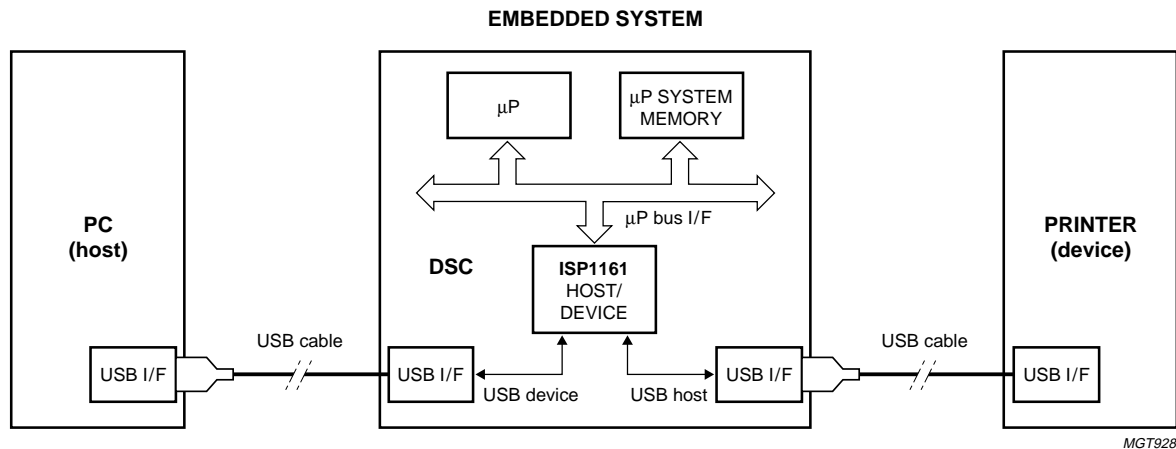 EMBEDDED SYSTEM
μP
μP SYSTEM
MEMORY
μP bus I/F
PC
(host)
DSC
ISP1161
HOST/
DEVICE
PRINTER
(device)
USB cable
USB cable
USB I/F
USB I/F
USB device
USB host
USB I/F
USB I/F
MGT928